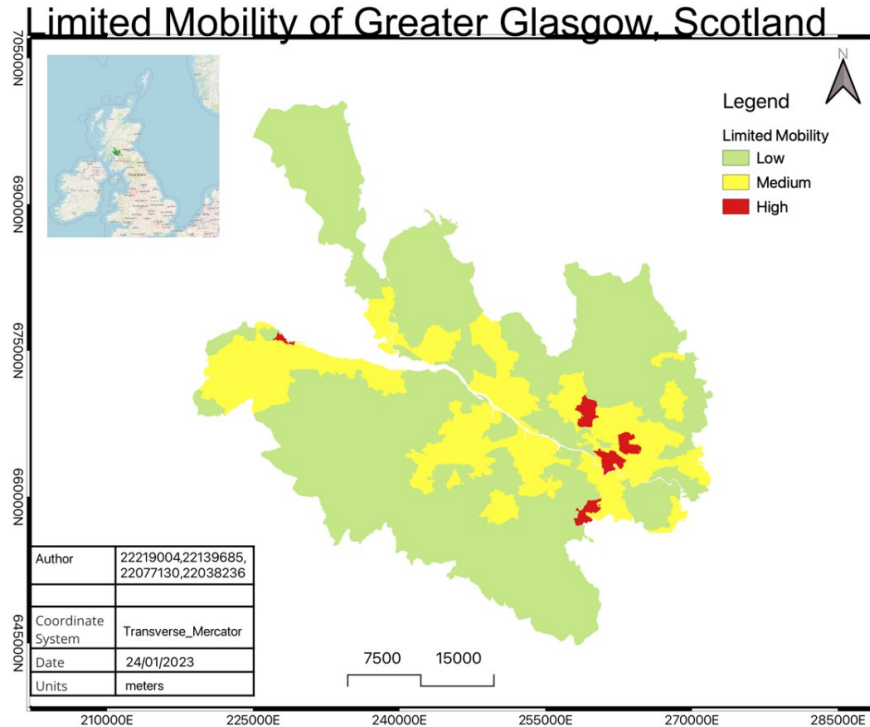 Limited Mobility of Greater Glasgow, Scotland
N
Legend
Limited Mobility
Low
Medium
High
705000N
690000N
675000N
660000N
645000N
Author
22219004,22139685,
22077130,22038236
Coordinate
System
Transverse_Mercator
Date
24/01/2023
Units
meters
7500
15000
210000E
225000E
240000E
255000E
270000E
285000E